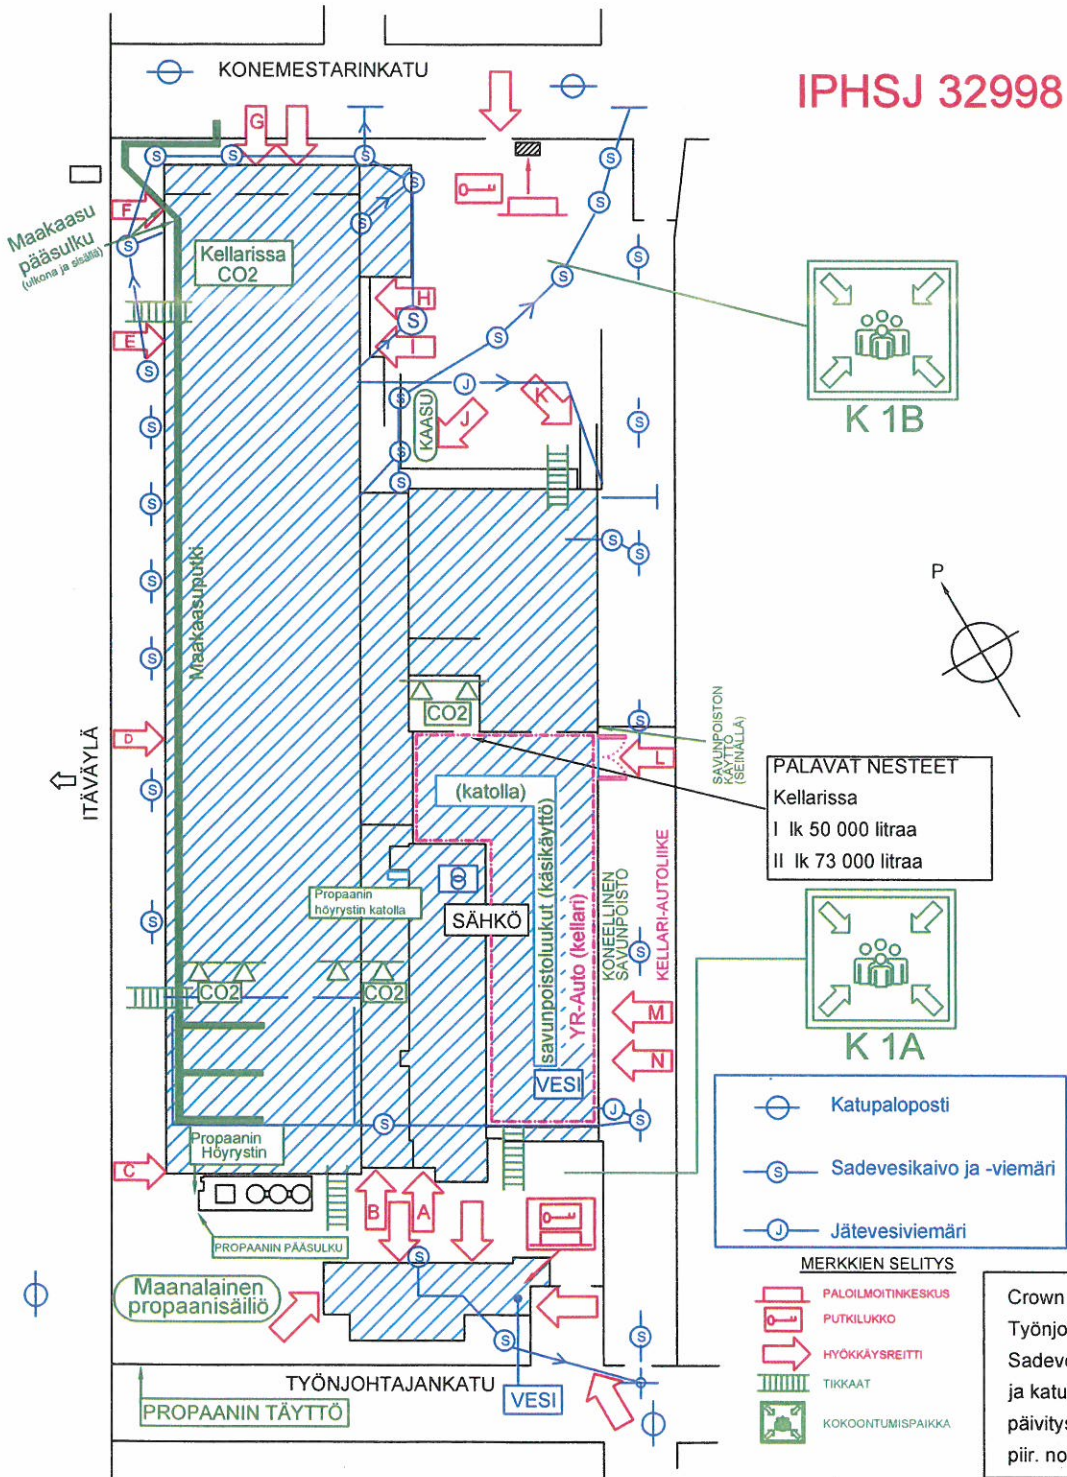 KONEMESTARINKATU
IPHSJ 32998
G
F
Maakaasu
pääsulku
(ulkona ja sisällä)
Kellarissa
CO2
S
S
S
S
S
S
S
S
S
H
E
I
S
S
S
S
S
J
K
J
KAASU
S
S
S
S
S
S
S
K 1B
S
S
S
S
Maakaasuputki
P
S
S
CO2
D
ITÄVÄYLÄ
L
SAVUNPOISTON
KÄYTTÖ
(SEINÄLLÄ)
(katolla)
S
PALAVAT NESTEET
Kellarissa
I lk 50 000 litraa
II lk 73 000 litraa
savunpoistoluukut (käsikäyttö)
YR-Auto (kellari)
KONEELLINEN
SAVUNPOISTO
KELLARI-AUTOLIIKE
Propaanin
höyrystin katolla
SÄHKÖ
S
S
CO2
CO2
M
N
K 1A
VESI
J
S
S
Propaanin
Höyrystin
C
B
A
PROPAANIN PÄÄSULKU
S
Maanalainen
propaanisäiliö
S
S
TYÖNJOHTAJANKATU
VESI
PROPAANIN TÄYTTÖ
Katupaloposti
S Sadevesikaivo ja -viemäri
J Jätevesiviemäri
MERKKIEN SELITYS
PALOILMOITINKESKUS
PUTKILUKKO
HYÖKKÄYSREITTI
TIKKAAT
KOKOONTUMISPAIKKA
Crown
Työnjo
Sadeve
ja katu
päivitys
piir. no